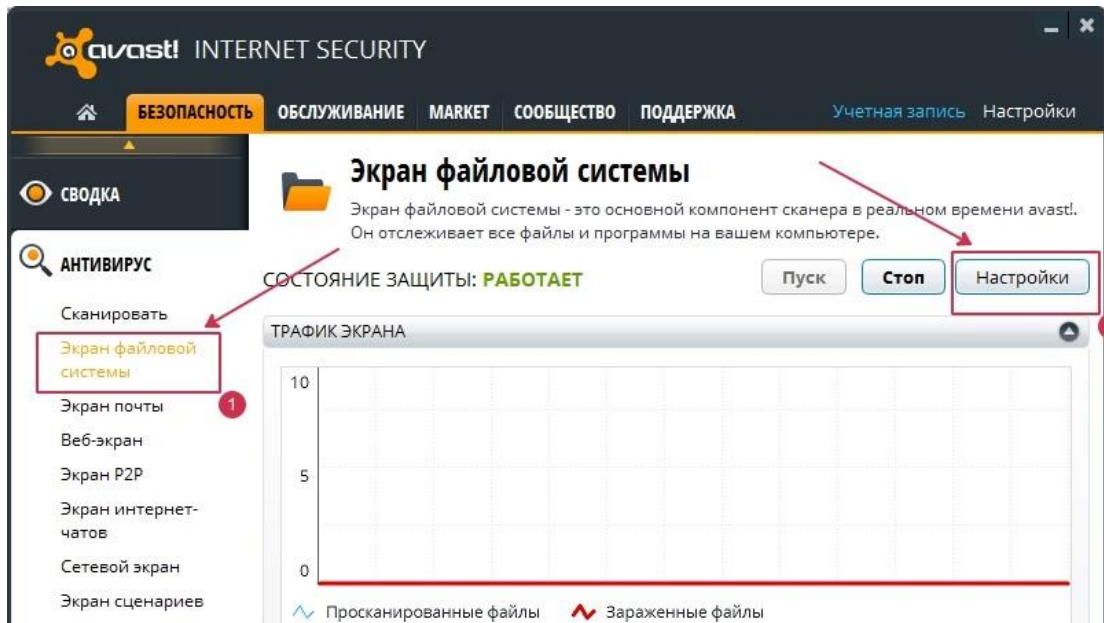 avast! INTERNET SECURITY
БЕЗОПАСНОСТЬ ОБСЛУЖИВАНИЕ MARKET СООБЩЕСТВО ПОДДЕРЖКА Учетная запись Настройки
СВОДКА
АНТИВИРУС
Сканировать
Экран файловой
системы
1
Экран почты
Веб-экран
Экран P2P
Экран интернет-
чатов
Сетевой экран
Экран сценариев
Экран файловой системы
Экран файловой системы - это основной компонент сканера в реальном времени avast!.
Он отслеживает все файлы и программы на вашем компьютере.
СОСТОЯНИЕ ЗАЩИТЫ: РАБОТАЕТ Пуск Стоп Настройки
ТРАФИК ЭКРАНА
10
5
0
Просканированные файлы Зараженные файлы